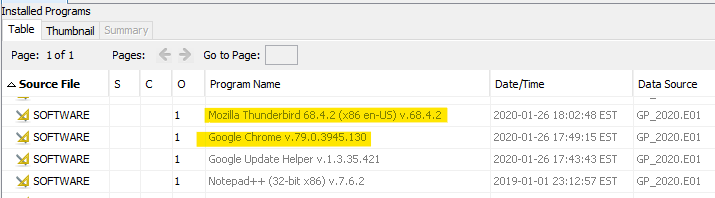 Installed Programs
Table Thumbnail Summary
Page: 1 of 1 Pages: Go to Page:
Source File S C O Program Name Date/Time Data Source
SOFTWARE 1 Mozilla Thunderbird 68.4.2 (x86 en-US) v.68.4.2 2020-01-26 18:02:48 EST GP_2020.E01
SOFTWARE 1 Google Chrome v.79.0.3945.130 2020-01-26 17:49:15 EST GP_2020.E01
SOFTWARE 1 Google Update Helper v.1.3.35.421 2020-01-26 17:43:43 EST GP_2020.E01
SOFTWARE 1 Notepad++ (32-bit x86) v.7.6.2 2019-01-01 23:12:57 EST GP_2020.E01